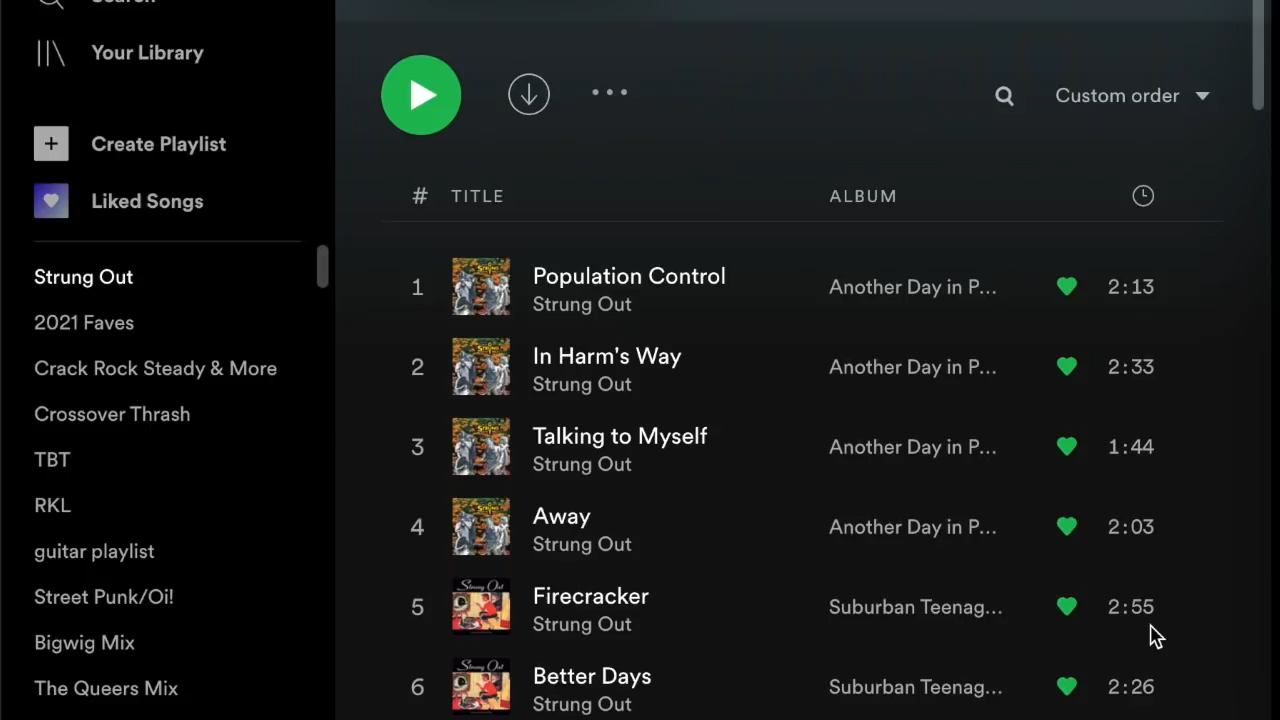 Search
Your Library
Create Playlist
Liked Songs
Strung Out
2021 Faves
Crack Rock Steady & More
Crossover Thrash
TBT
RKL
guitar playlist
Street Punk/Oi!
Bigwig Mix
The Queers Mix
Custom order
# TITLE ALBUM
1 Population Control Another Day in P... 2:13
Strung Out
2 In Harm's Way Another Day in P... 2:33
Strung Out
3 Talking to Myself Another Day in P... 1:44
Strung Out
4 Away Another Day in P... 2:03
Strung Out
5 Firecracker Suburban Teenag... 2:55
Strung Out
6 Better Days Suburban Teenag... 2:26
Strung Out